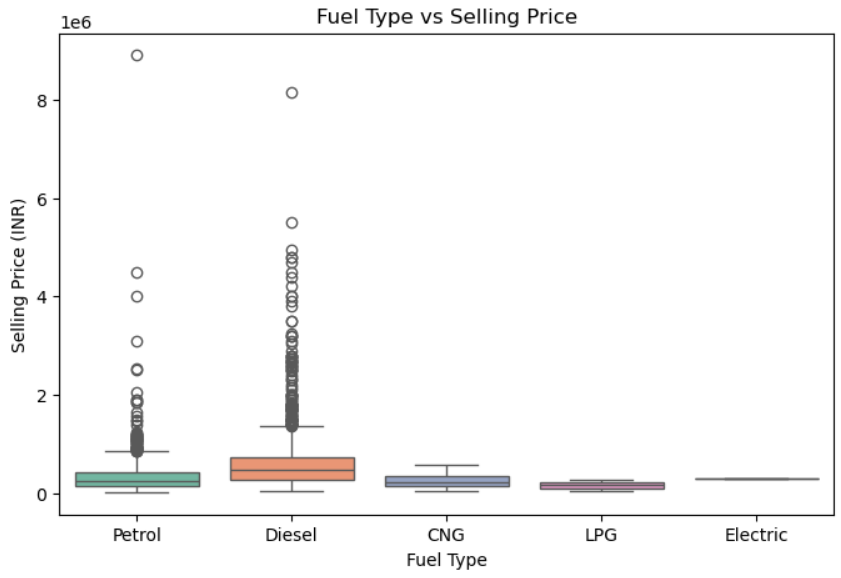 Fuel Type vs Selling Price
1e6
8
6
4
2
0
Selling Price (INR)
Petrol Diesel CNG LPG Electric
Fuel Type